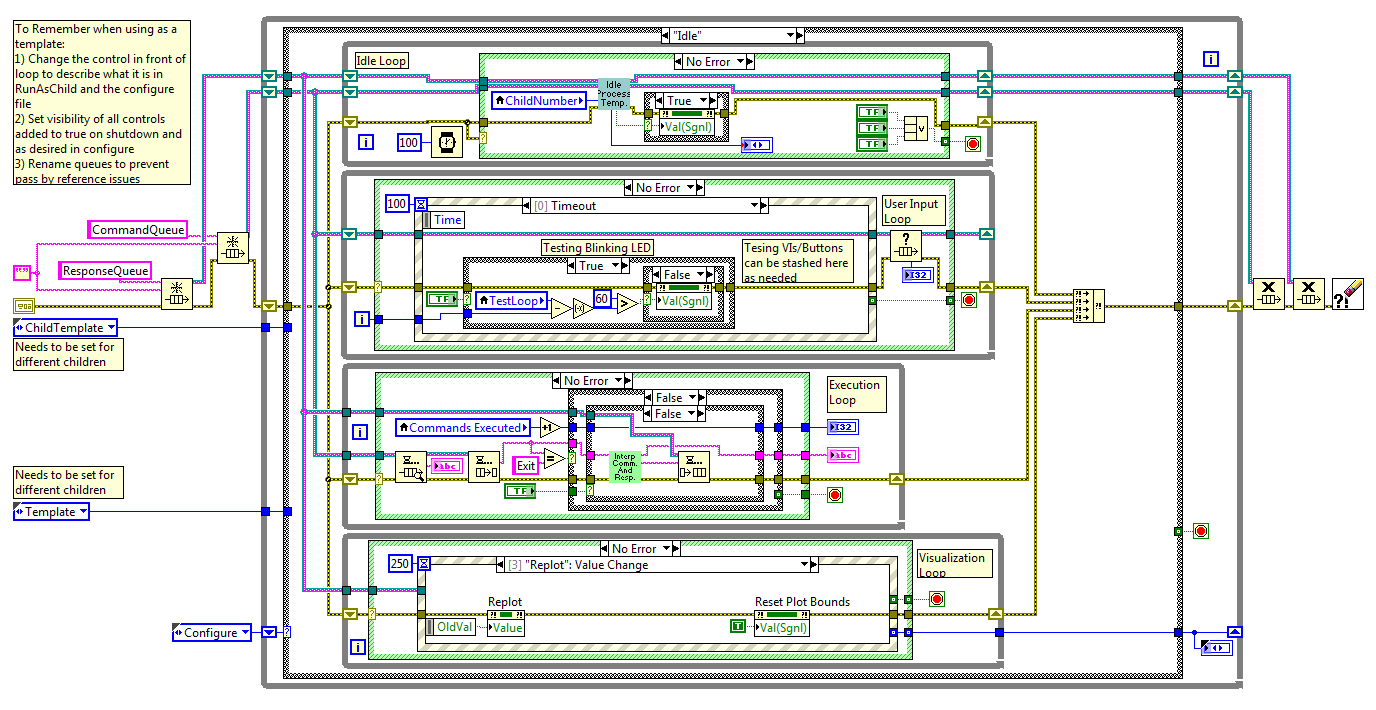 To Remember when using as a
template:
1) Change the control in front of
loop to describe what it is in
RunAsChild and the configure
file
2) Set visibility of all controls
added to true on shutdown and
as desired in configure
3) Rename queues to prevent
pass by reference issues
CommandQueue
ResponseQueue
ChildTemplate
Needs to be set for
different children
Needs to be set for
different children
Template
Configure
"Idle"
i
Idle Loop
No Error
ChildNumber
Idle
Process
Temp.
True
Val(Sgnl)
TF
TF
TF
V
i
100
No Error
100
[0] Timeout
Time
User Input
Loop
Testing Blinking LED
True
False
Tesing VIs/Buttons
can be stashed here
as needed
TF
TestLoop
60
>
Val(Sgnl)
I32
i
No Error
False
False
Execution
Loop
Commands Executed
+1
I32
i
abc
Exit
=
TF
Interp
Comm.
And
Resp.
abc
No Error
250
[3] "Replot": Value Change
Visualization
Loop
Replot
OldVal
Value
Reset Plot Bounds
T
Val(Sgnl)
i